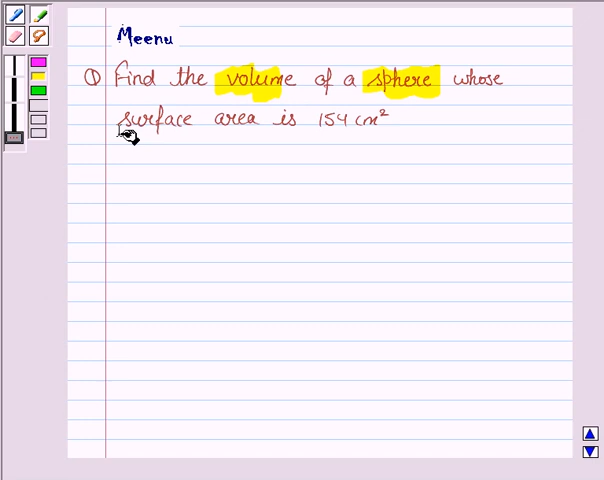 Meenu
① Find the volume of a sphere whose
surface area is 154 cm²